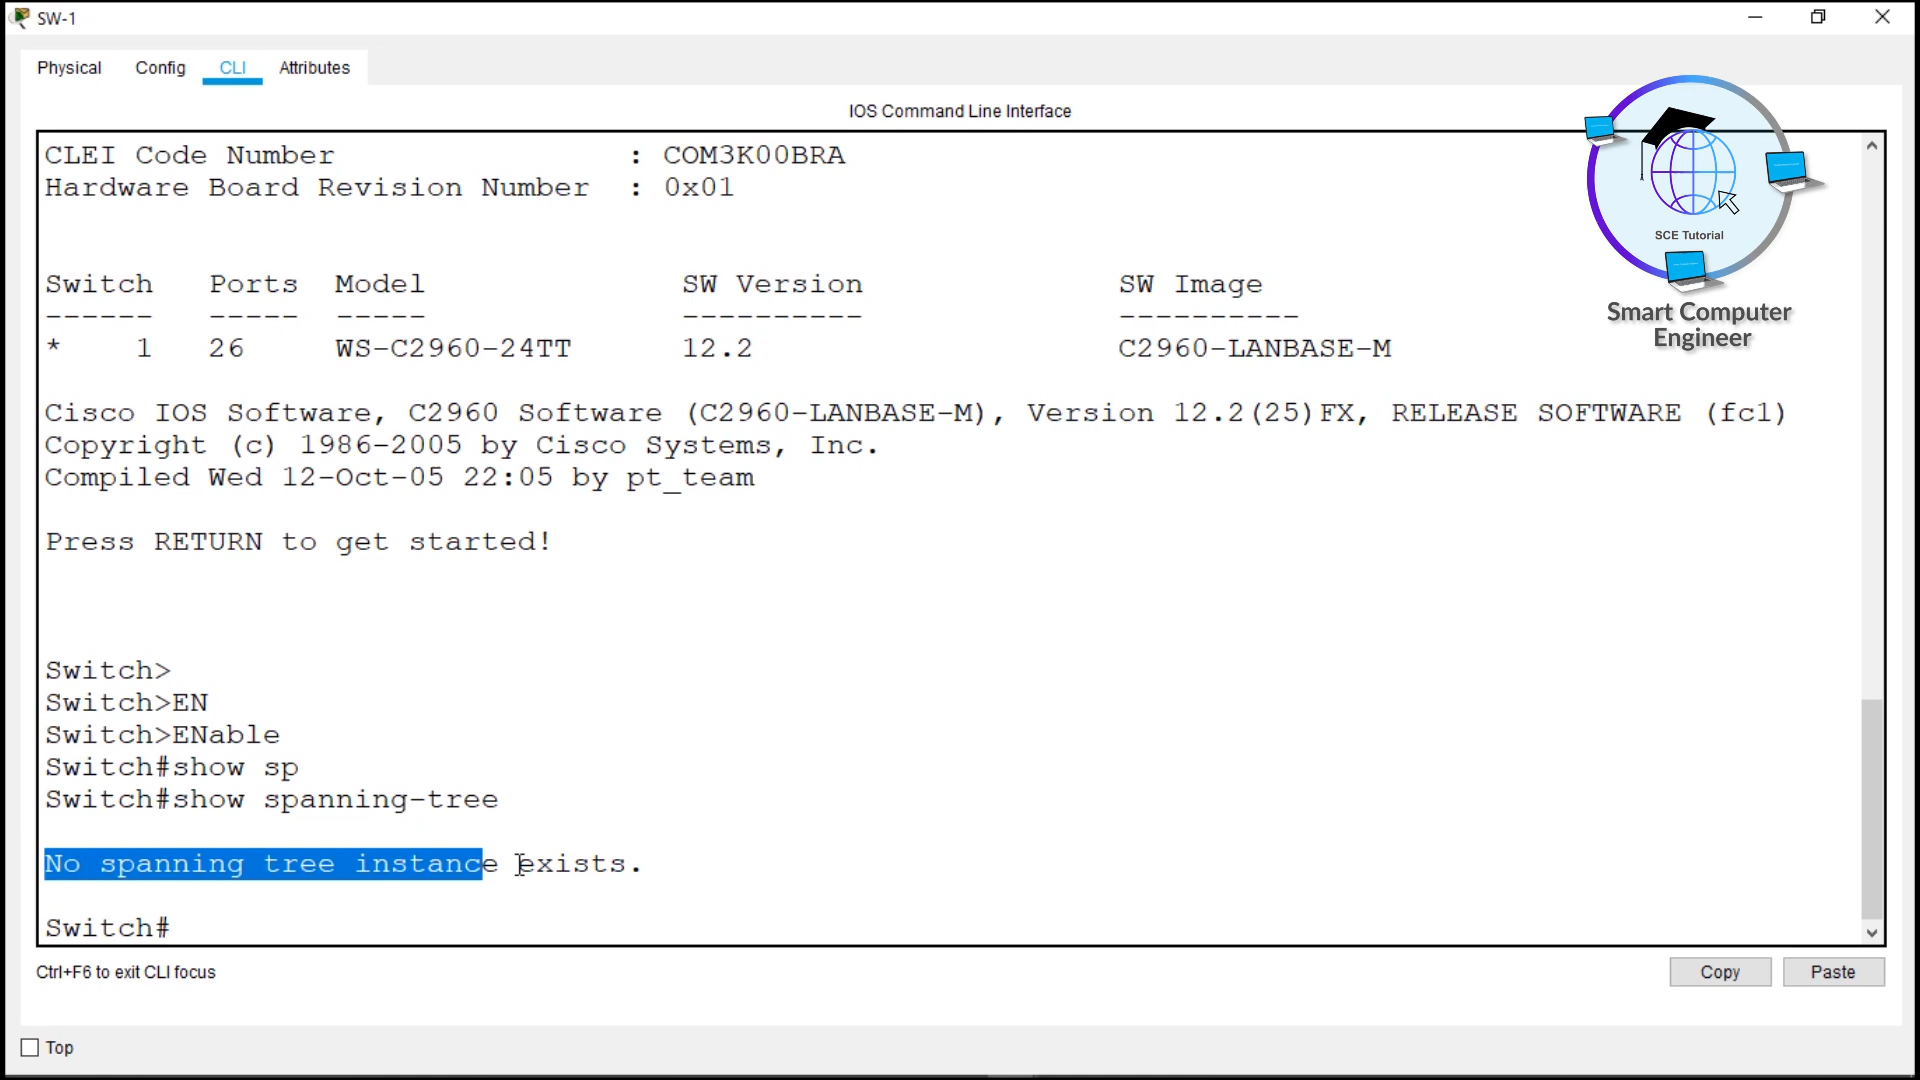 SW-1
Physical Config CLI Attributes
IOS Command Line Interface
CLEI Code Number : COM3K00BRA
Hardware Board Revision Number : 0x01
Switch Ports Model SW Version SW Image
------ ----- ----- ---------- ----------
* 1 26 WS-C2960-24TT 12.2 C2960-LANBASE-M
Cisco IOS Software, C2960 Software (C2960-LANBASE-M), Version 12.2(25)FX, RELEASE SOFTWARE (fc1)
Copyright (c) 1986-2005 by Cisco Systems, Inc.
Compiled Wed 12-Oct-05 22:05 by pt_team
Press RETURN to get started!
Switch>
Switch>EN
Switch>ENable
Switch#show sp
Switch#show spanning-tree
No spanning tree instance exists.
Switch#
Ctrl+F6 to exit CLI focus
Copy Paste
Top
SCE Tutorial
Smart Computer
Engineer